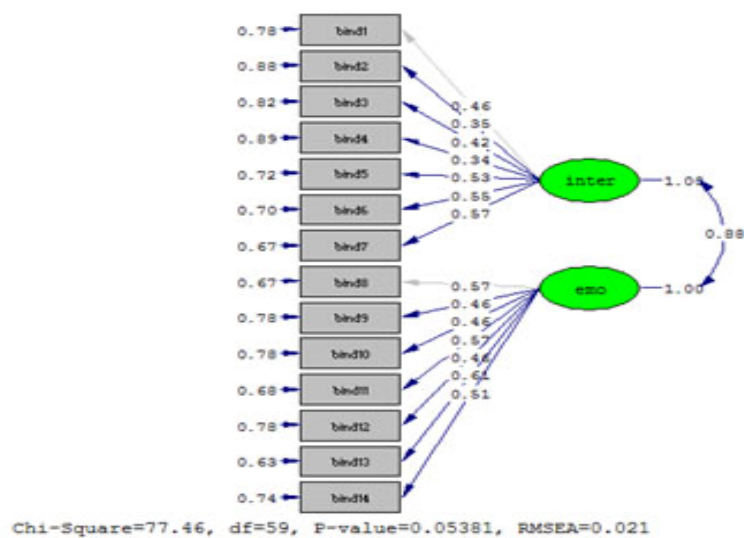 0.78 bind1
0.88 bind2
0.82 bind3
0.89 bind4
0.72 bind5
0.70 bind6
0.67 bind7
0.67 bind8
0.78 bind9
0.78 bind10
0.68 bind11
0.78 bind12
0.63 bind13
0.74 bind14
0.46
0.35
0.42
0.34
0.53
0.55
0.57
inter
0.88
0.57
0.46
0.46
0.57
0.46
0.61
0.51
emo
1.00
Chi-Square=77.46, df=59, P-value=0.05381, RMSEA=0.021